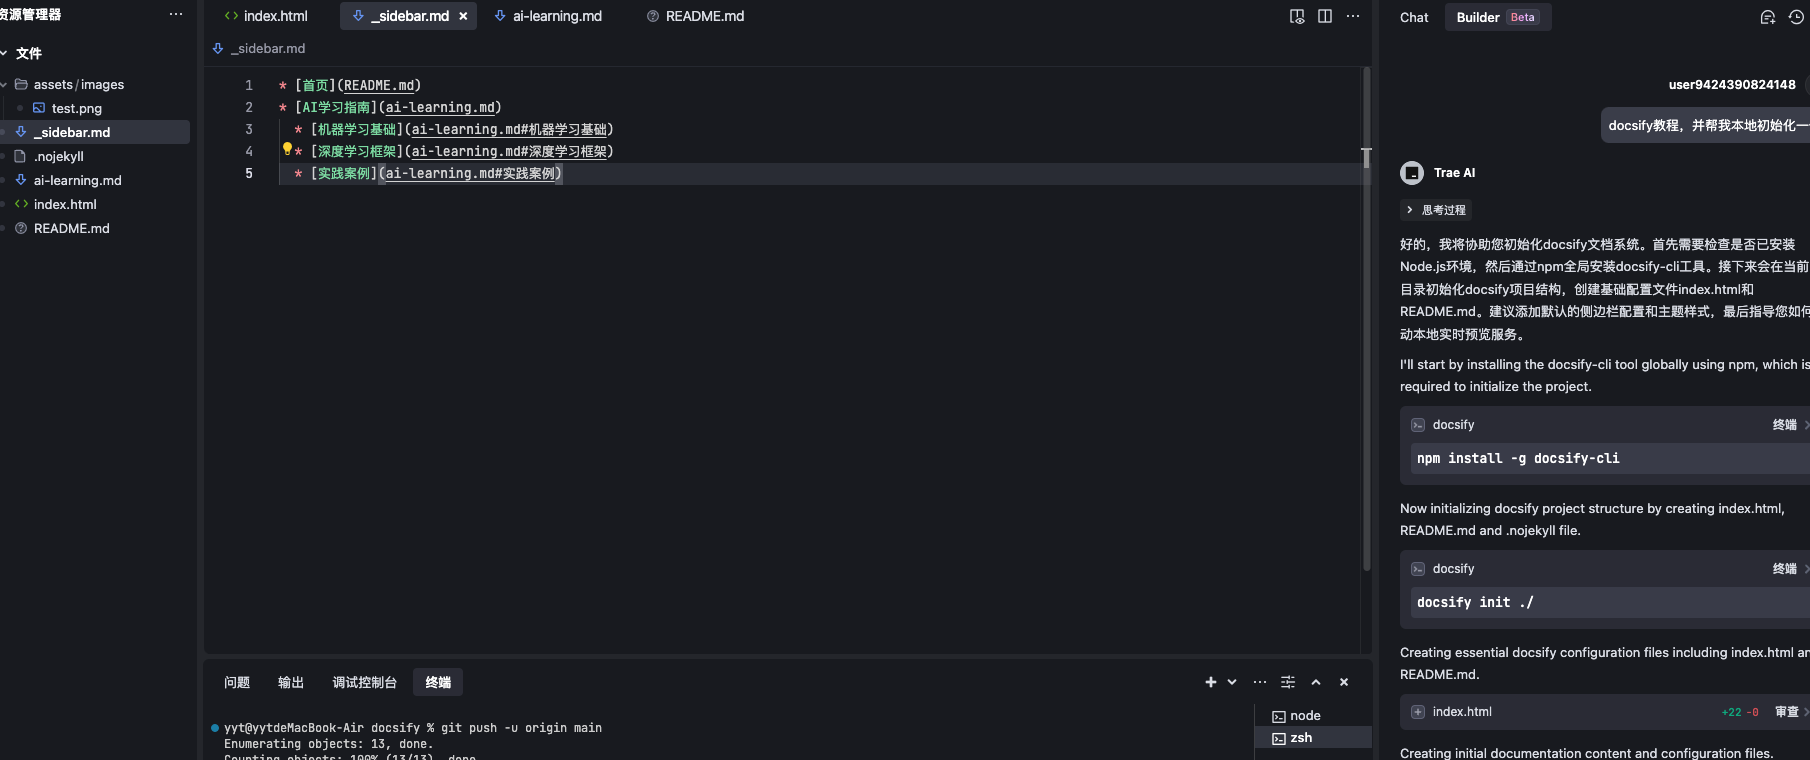 资源管理器
文件
assets/images
test.png
_sidebar.md
.nojekyll
ai-learning.md
index.html
README.md
index.html
_sidebar.md
ai-learning.md
README.md
_sidebar.md
1 * [首页](README.md)
2 * [AI学习指南](ai-learning.md)
3 * [机器学习基础](ai-learning.md#机器学习基础)
4 * [深度学习框架](ai-learning.md#深度学习框架)
5 * [实践案例](ai-learning.md#实践案例)
问题 输出 调试控制台 终端
yyt@yytdeMacBook-Air docsify % git push -u origin main
Enumerating objects: 13, done.
Counting objects: 100% (13/13), done.
node
zsh
Chat Builder Beta
user9424390824148
docsify教程，并帮我本地初始化一
Trae AI
思考过程
好的，我将协助您初始化docsify文档系统。首先需要检查是否已安装
Node.js环境，然后通过npm全局安装docsify-cli工具。接下来会在当前
目录初始化docsify项目结构，创建基础配置文件index.html和
README.md。建议添加默认的侧边栏配置和主题样式，最后指导您如何
动本地实时预览服务。
I'll start by installing the docsify-cli tool globally using npm, which is
required to initialize the project.
docsify 终端
npm install -g docsify-cli
Now initializing docsify project structure by creating index.html,
README.md and .nojekyll file.
docsify 终端
docsify init ./
Creating essential docsify configuration files including index.html an
README.md.
index.html +22 -0 审查
Creating initial documentation content and configuration files.